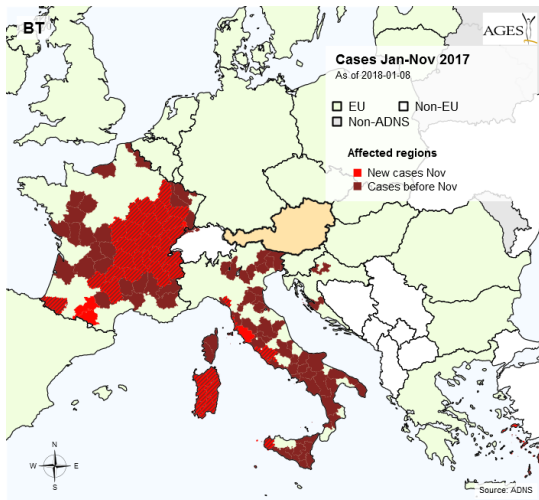 BT
AGES
Cases Jan-Nov 2017
As of 2018-01-08
EU Non-EU
Non-ADNS
Affected regions
New cases Nov
Cases before Nov
N
W E
S
Source: ADNS